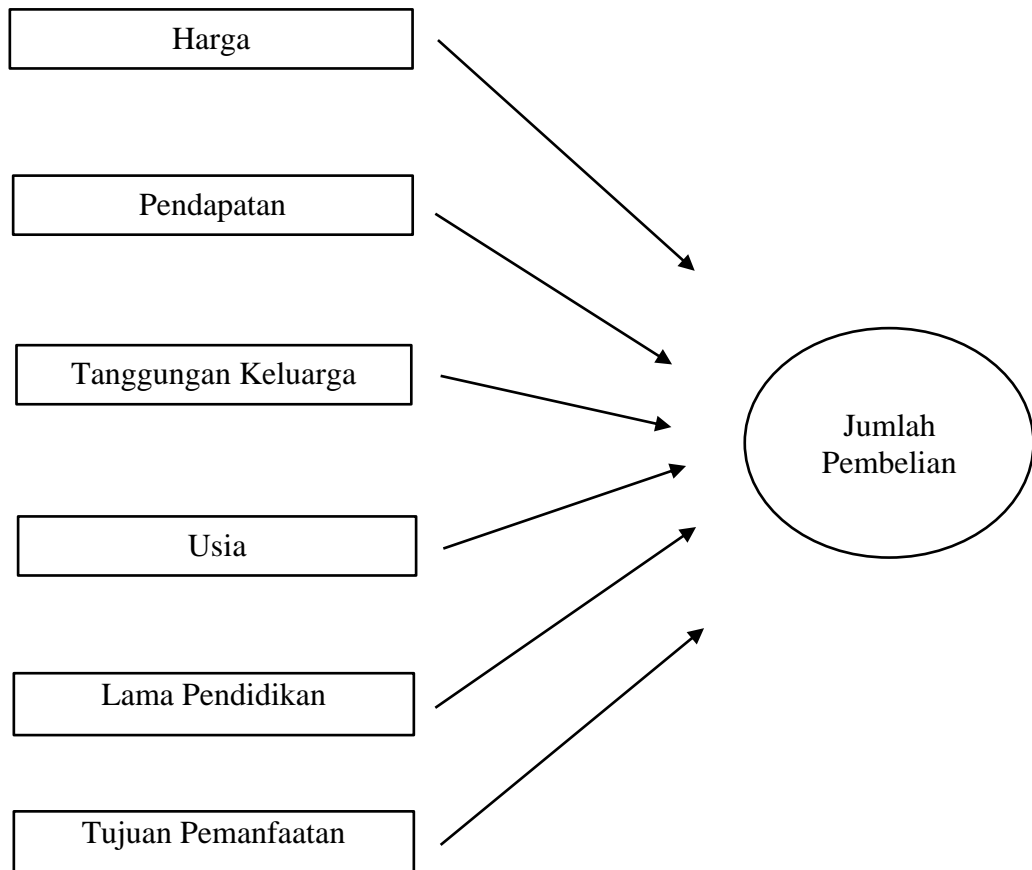 Harga
Pendapatan
Tanggungan Keluarga
Usia
Lama Pendidikan
Tujuan Pemanfaatan
Jumlah
Pembelian